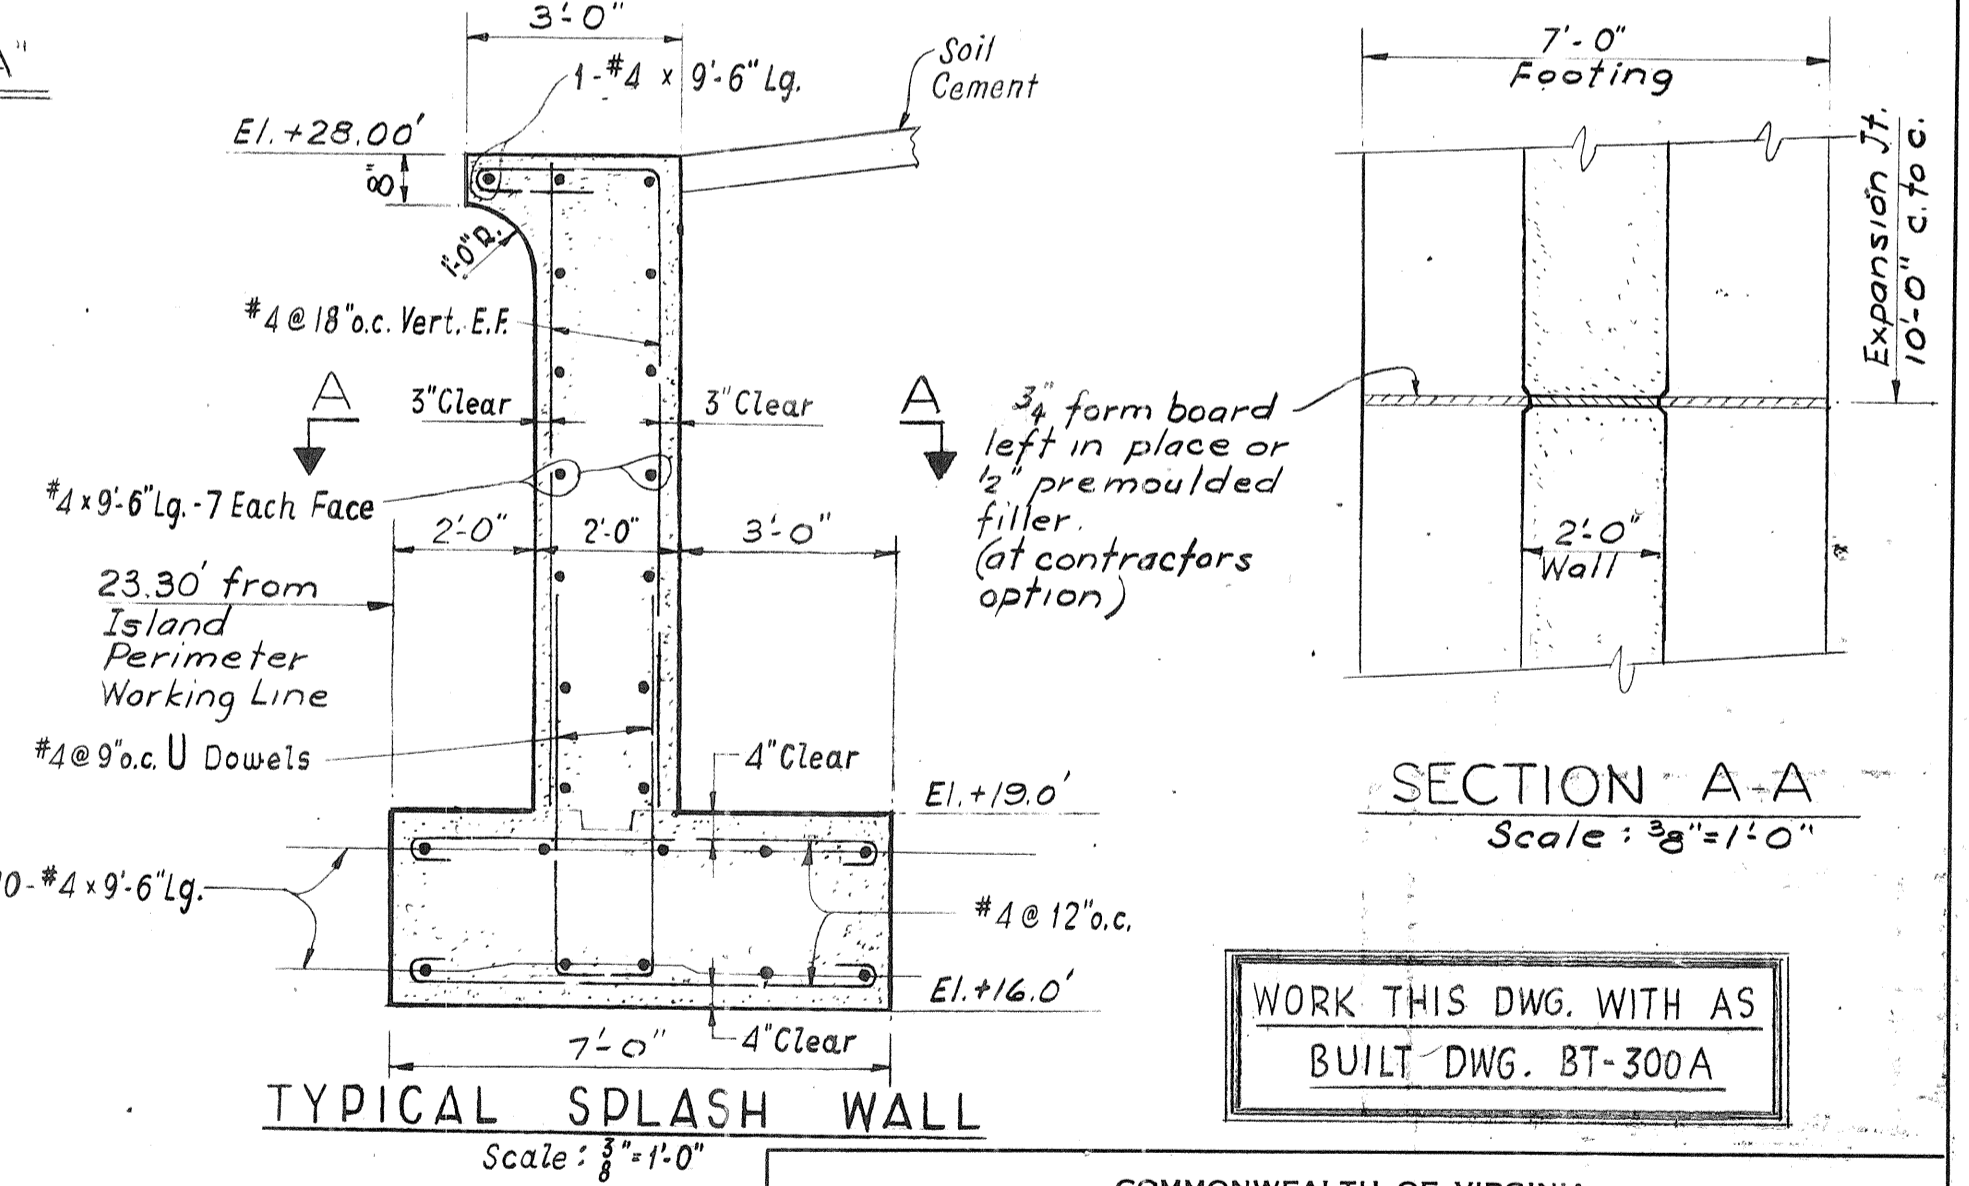 A"
3'-0"
1-#4 x 9'-6" Lg.
Soil
Cement
El. +28.00'
8"
1'-0" R.
#4 @ 18" o.c. Vert. E.F.
A
A
3" Clear
3" Clear
#4 x 9'-6" Lg. - 7 Each Face
2'-0"
2'-0"
3'-0"
23.30' from
Island
Perimeter
Working Line
#4 @ 9" o.c. U Dowels
4" Clear
El. +19.0'
10-#4 x 9'-6" Lg.
#4 @ 12" o.c.
El. +16.0'
4" Clear
7'-0"
TYPICAL SPLASH WALL
Scale: 3/8" = 1'-0"
7'-0"
Footing
Expansion Jt.
10'-0" c. to c.
3/4" form board
left in place or
1/2" premoulded
filler.
(at contractors
option)
2'-0"
Wall
SECTION A-A
Scale: 3/8" = 1'-0"
WORK THIS DWG. WITH AS
BUILT DWG. BT-300A
COMMONWEALTH OF VIRGINIA